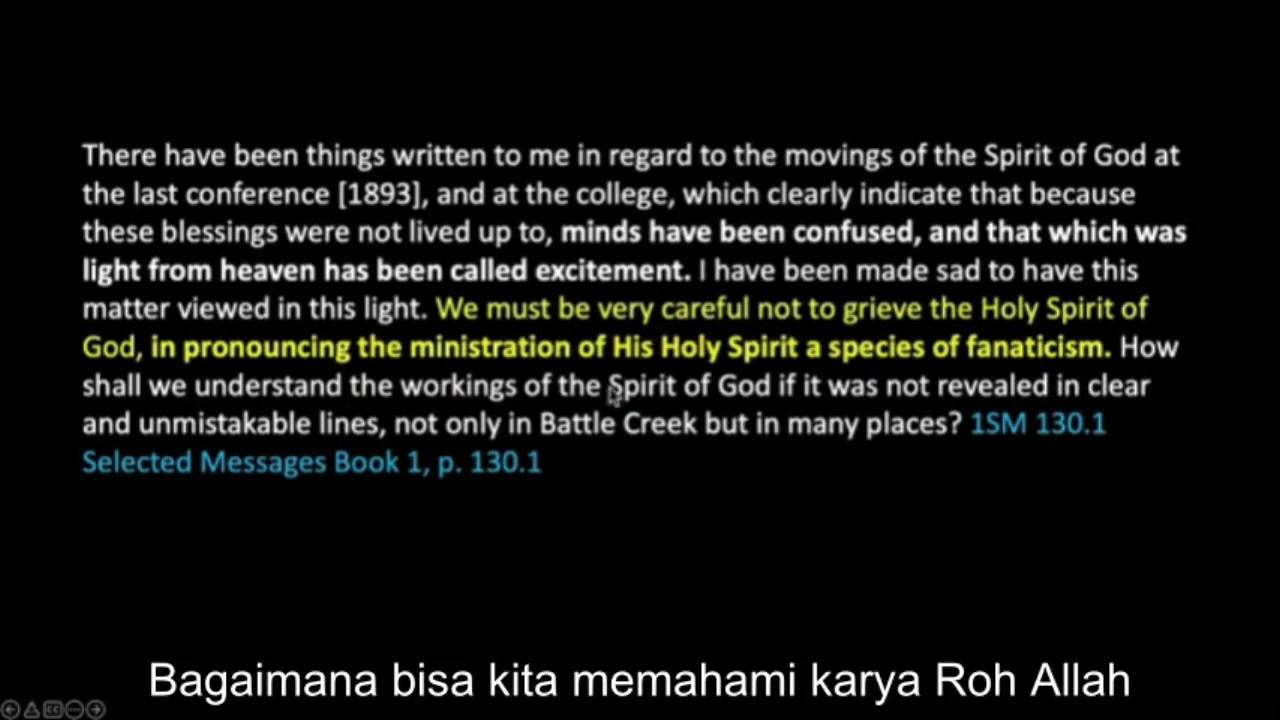 There have been things written to me in regard to the movings of the Spirit of God at
the last conference [1893], and at the college, which clearly indicate that because
these blessings were not lived up to, minds have been confused, and that which was
light from heaven has been called excitement. I have been made sad to have this
matter viewed in this light. We must be very careful not to grieve the Holy Spirit of
God, in pronouncing the ministration of His Holy Spirit a species of fanaticism. How
shall we understand the workings of the Spirit of God if it was not revealed in clear
and unmistakable lines, not only in Battle Creek but in many places? 1SM 130.1
Selected Messages Book 1, p. 130.1
Bagaimana bisa kita memahami karya Roh Allah